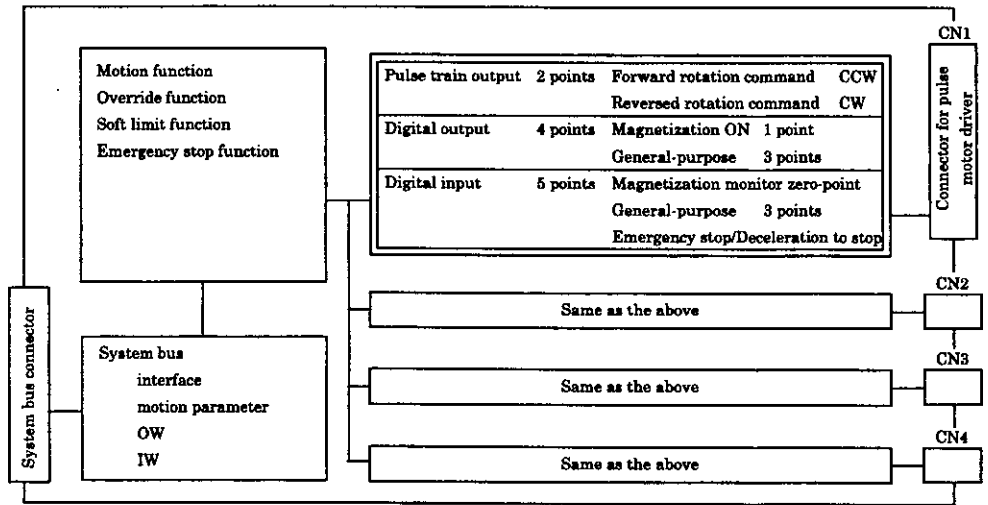 CN1
Motion function
Override function
Soft limit function
Emergency stop function
Pulse train output 2 points Forward rotation command CCW
Reversed rotation command CW
Digital output 4 points Magnetization ON 1 point
General-purpose 3 points
Digital input 5 points Magnetization monitor zero-point
General-purpose 3 points
Emergency stop/Deceleration to stop
Connector for pulse
motor driver
CN2
Same as the above
CN3
Same as the above
CN4
Same as the above
System bus connector
System bus
interface
motion parameter
OW
IW